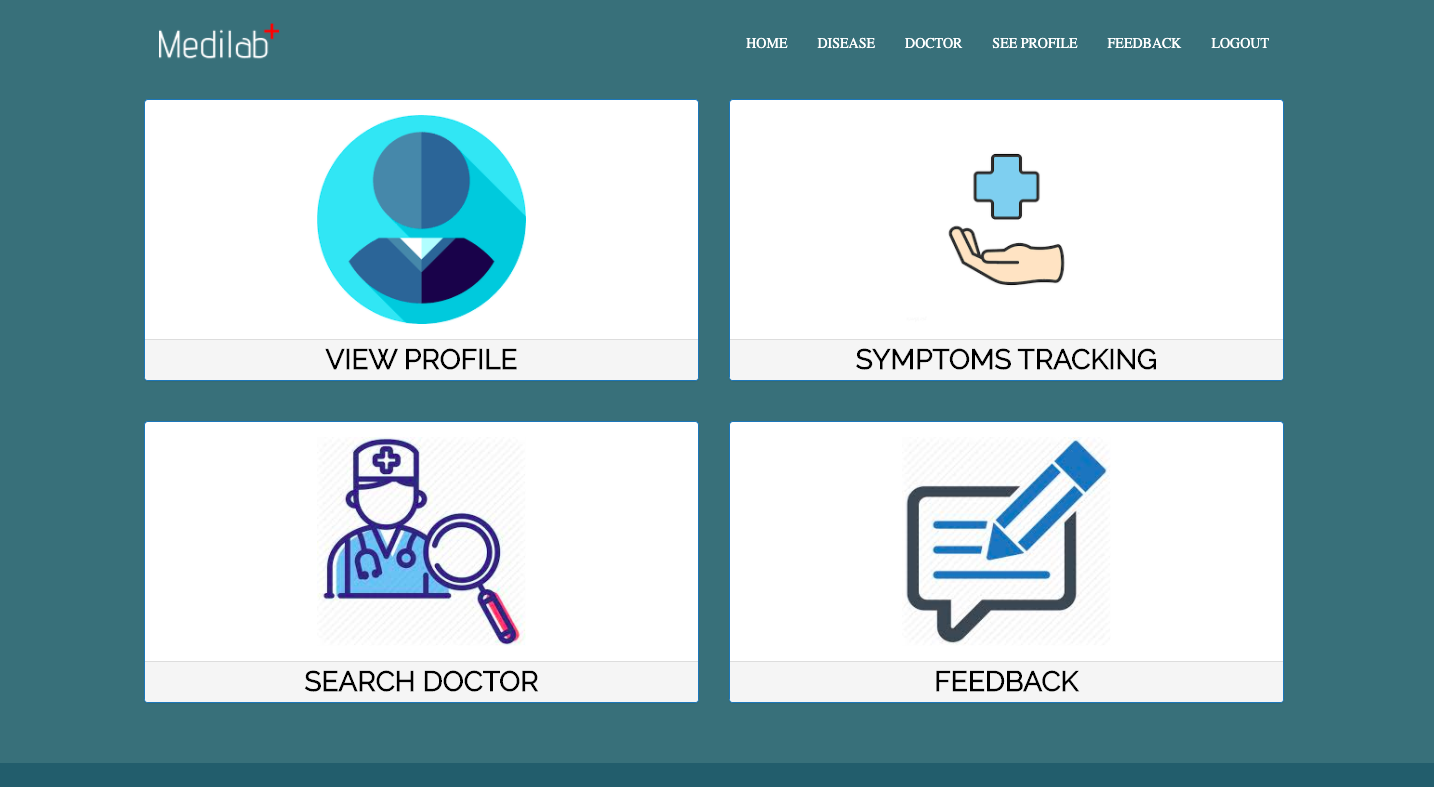 Medilab+
HOME DISEASE DOCTOR SEE PROFILE FEEDBACK LOGOUT
VIEW PROFILE
SYMPTOMS TRACKING
SEARCH DOCTOR
FEEDBACK